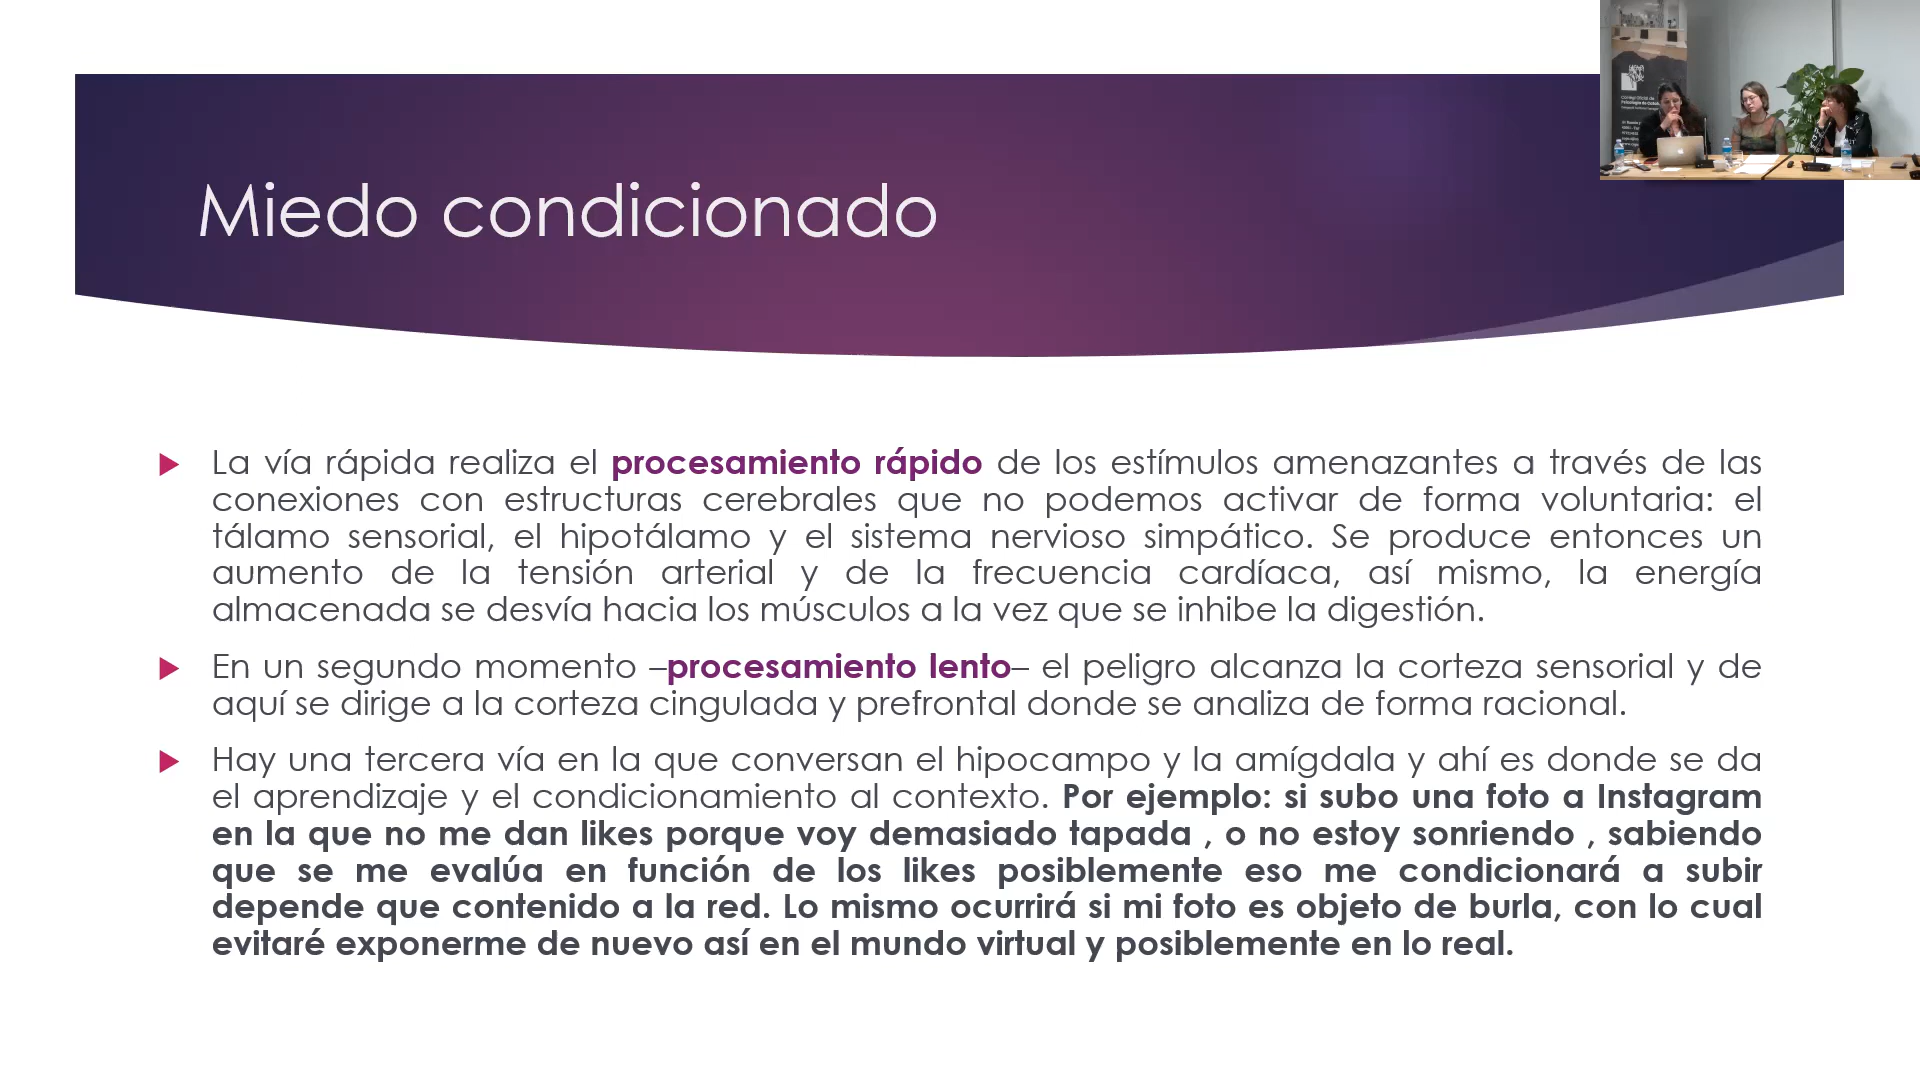 Miedo condicionado
La vía rápida realiza el procesamiento rápido de los estímulos amenazantes a través de las
conexiones con estructuras cerebrales que no podemos activar de forma voluntaria: el
tálamo sensorial, el hipotálamo y el sistema nervioso simpático. Se produce entonces un
aumento de la tensión arterial y de la frecuencia cardíaca, así mismo, la energía
almacenada se desvía hacia los músculos a la vez que se inhibe la digestión.
En un segundo momento –procesamiento lento– el peligro alcanza la corteza sensorial y de
aquí se dirige a la corteza cingulada y prefrontal donde se analiza de forma racional.
Hay una tercera vía en la que conversan el hipocampo y la amígdala y ahí es donde se da
el aprendizaje y el condicionamiento al contexto. Por ejemplo: si subo una foto a Instagram
en la que no me dan likes porque voy demasiado tapada , o no estoy sonriendo , sabiendo
que se me evalúa en función de los likes posiblemente eso me condicionará a subir
depende que contenido a la red. Lo mismo ocurrirá si mi foto es objeto de burla, con lo cual
evitaré exponerme de nuevo así en el mundo virtual y posiblemente en lo real.